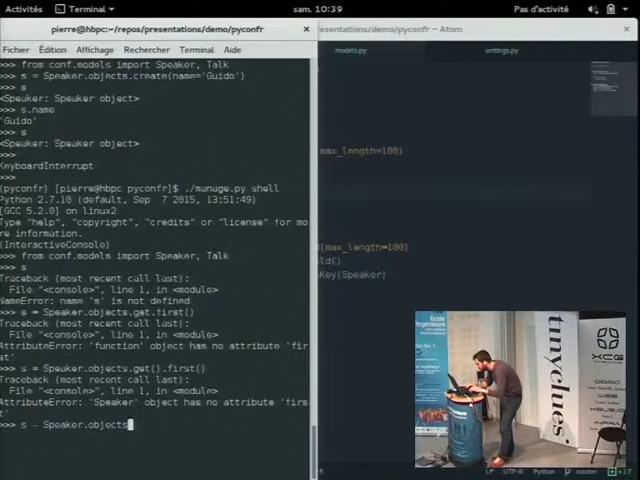 Activités Terminal sam. 10:39 Pas d'activité
pierre@hbpc:~/repos/presentations/demo/pyconfr
resentations/demo/pyconfr - Atom
Fichier Édition Affichage Rechercher Terminal Aide
models.py settings.py
>>> from conf.models import Speaker, Talk
>>> s = Speaker.objects.create(name='Guido')
>>> s
<Speaker: Speaker object>
>>> s.name
'Guido'
>>> s
<Speaker: Speaker object>
>>>
KeyboardInterrupt
(pyconfr) [pierre@hbpc pyconfr]$ ./manage.py shell
Python 2.7.10 (default, Sep 7 2015, 13:51:49)
[GCC 5.2.0] on linux2
Type "help", "copyright", "credits" or "license" for mo
re information.
(InteractiveConsole)
>>> from conf.models import Speaker, Talk
>>> s
Traceback (most recent call last):
File "<console>", line 1, in <module>
NameError: name 's' is not defined
>>> s = Speaker.objects.get.first()
Traceback (most recent call last):
File "<console>", line 1, in <module>
AttributeError: 'function' object has no attribute 'fir
st'
>>> s = Speaker.objects.get().first()
Traceback (most recent call last):
File "<console>", line 1, in <module>
AttributeError: 'Speaker' object has no attribute 'firs
t'
>>> s = Speaker.objects
max_length=100)
(max_length=100)
ld()
Key(Speaker)
École
d'ingénieurs
tinyclues
XCG
LF UTF-8 Python master +17